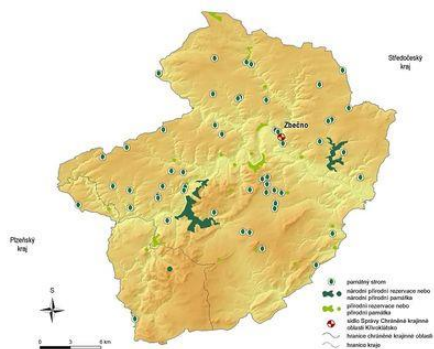 Středočeský
kraj
Zbečno
Plzeňský
kraj
S
památný strom
národní přírodní rezervace nebo
národní přírodní památka
přírodní rezervace nebo
přírodní památka
sídlo Správy Chráněné krajinné
oblasti Křivoklátsko
hranice chráněné krajinné oblasti
hranice kraje
0 3 6 km